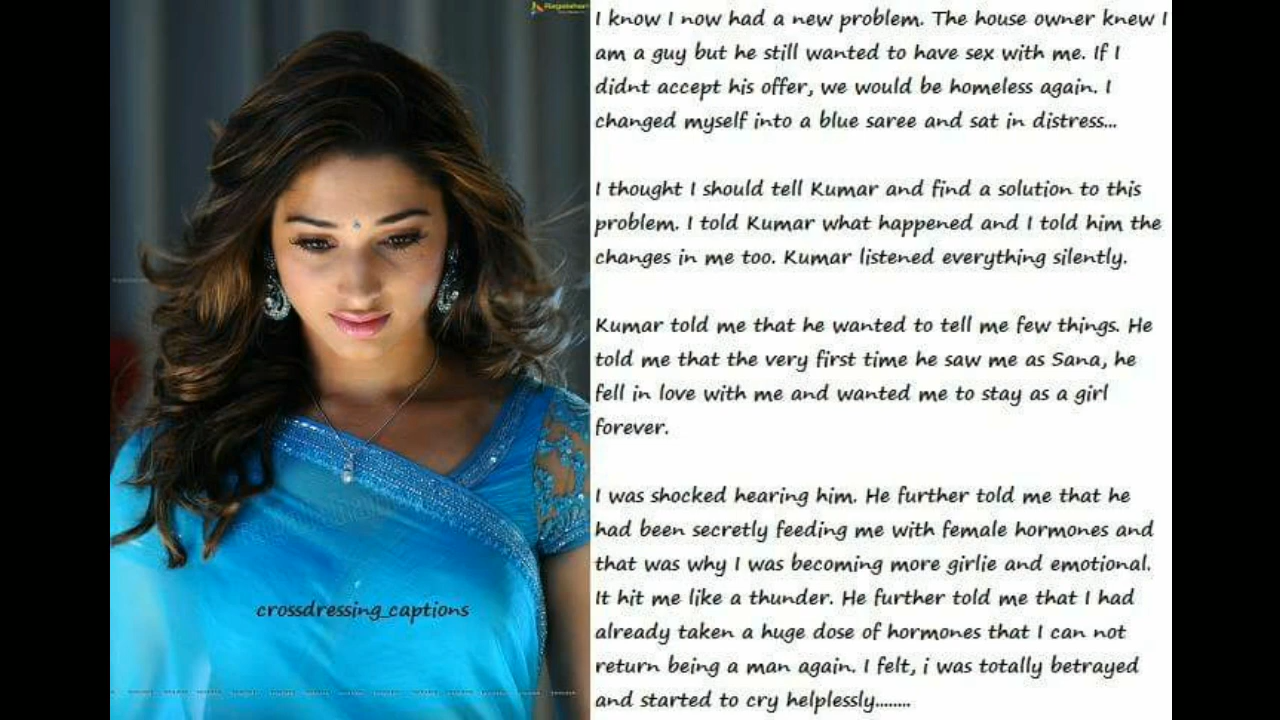 I know I now had a new problem. The house owner knew I
am a guy but he still wanted to have sex with me. If I
didnt accept his offer, we would be homeless again. I
changed myself into a blue saree and sat in distress...
I thought I should tell Kumar and find a solution to this
problem. I told Kumar what happened and I told him the
changes in me too. Kumar listened everything silently.
Kumar told me that he wanted to tell me few things. He
told me that the very first time he saw me as Sana, he
fell in love with me and wanted me to stay as a girl
forever.
I was shocked hearing him. He further told me that he
had been secretly feeding me with female hormones and
that was why I was becoming more girlie and emotional.
It hit me like a thunder. He further told me that I had
already taken a huge dose of hormones that I can not
return being a man again. I felt, i was totally betrayed
and started to cry helplessly........
crossdressing_captions